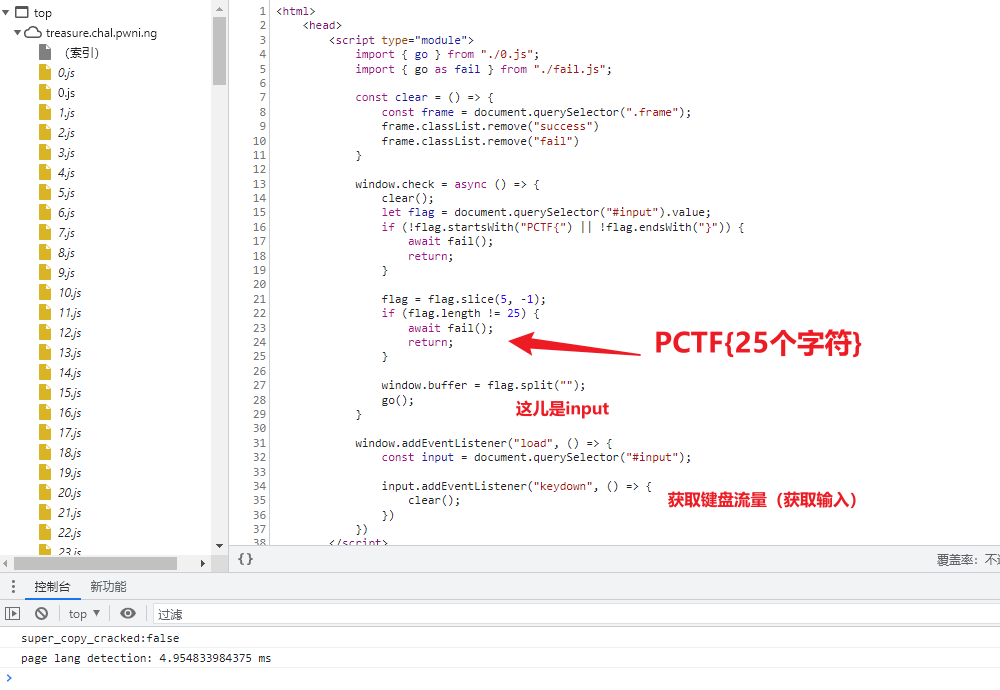 top
treasure.chal.pwni.ng
（索引）
0.js
0.js
1.js
2.js
3.js
4.js
5.js
6.js
7.js
8.js
9.js
10.js
11.js
12.js
13.js
14.js
15.js
16.js
17.js
18.js
19.js
20.js
21.js
22.js
23.js
1 <html>
2 <head>
3 <script type="module">
4 import { go } from "./0.js";
5 import { go as fail } from "./fail.js";
6
7 const clear = () => {
8 const frame = document.querySelector(".frame");
9 frame.classList.remove("success")
10 frame.classList.remove("fail")
11 }
12
13 window.check = async () => {
14 clear();
15 let flag = document.querySelector("#input").value;
16 if (!flag.startsWith("PCTF{") || !flag.endsWith("}")) {
17 await fail();
18 return;
19 }
20
21 flag = flag.slice(5, -1);
22 if (flag.length != 25) {
23 await fail();
24 return;
25 }
26
27 window.buffer = flag.split("");
28 go();
29 }
30
31 window.addEventListener("load", () => {
32 const input = document.querySelector("#input");
33
34 input.addEventListener("keydown", () => {
35 clear();
36 })
37 })
38 </script>
PCTF{25个字符}
这儿是input
获取键盘流量（获取输入）
{}
覆盖率：不
控制台 新功能
top
过滤
super_copy_cracked:false
page lang detection: 4.954833984375 ms
>